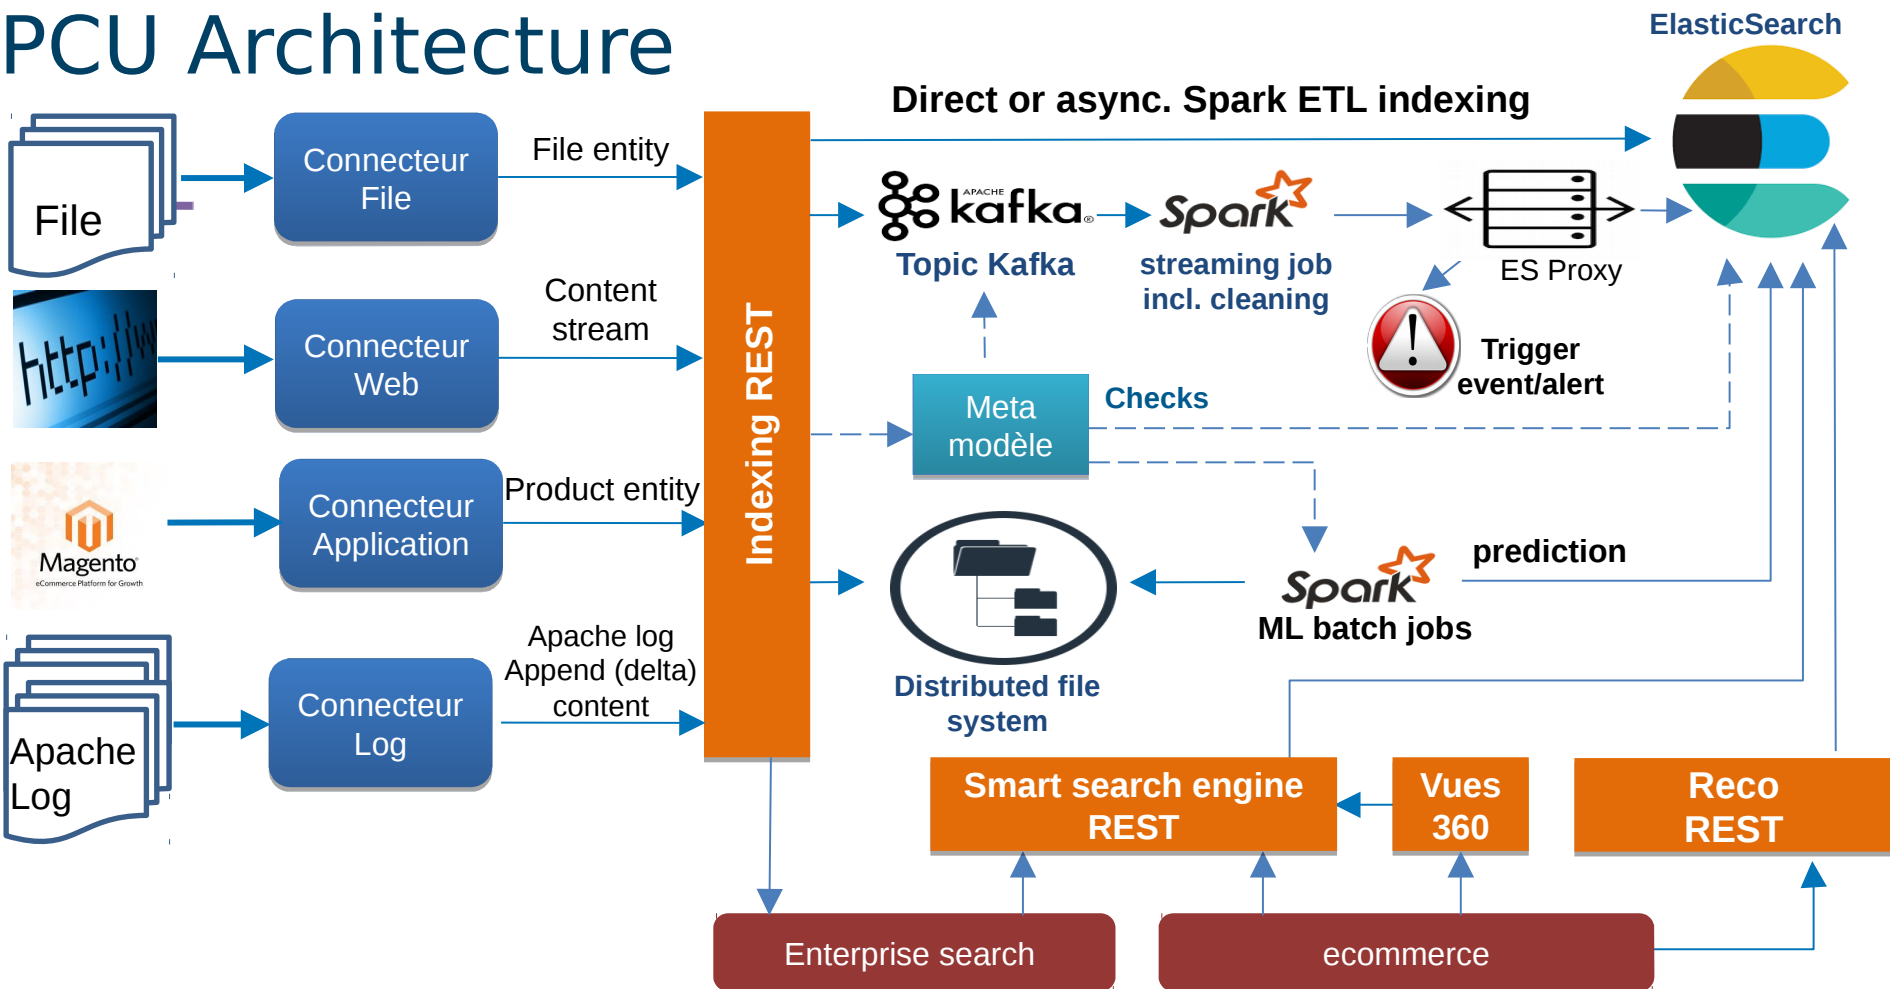 PCU Architecture
ElasticSearch
Direct or async. Spark ETL indexing
File
Connecteur
File
File entity
APACHE
kafka®
Topic Kafka
Spark
streaming job
incl. cleaning
ES Proxy
Trigger
event/alert
http://w
Connecteur
Web
Content
stream
Indexing REST
Meta
modèle
Checks
Magento®
eCommerce Platform for Growth
Connecteur
Application
Product entity
Distributed file
system
Spark
ML batch jobs
prediction
Apache
Log
Connecteur
Log
Apache log
Append (delta)
content
Smart search engine
REST
Vues
360
Reco
REST
Enterprise search
ecommerce